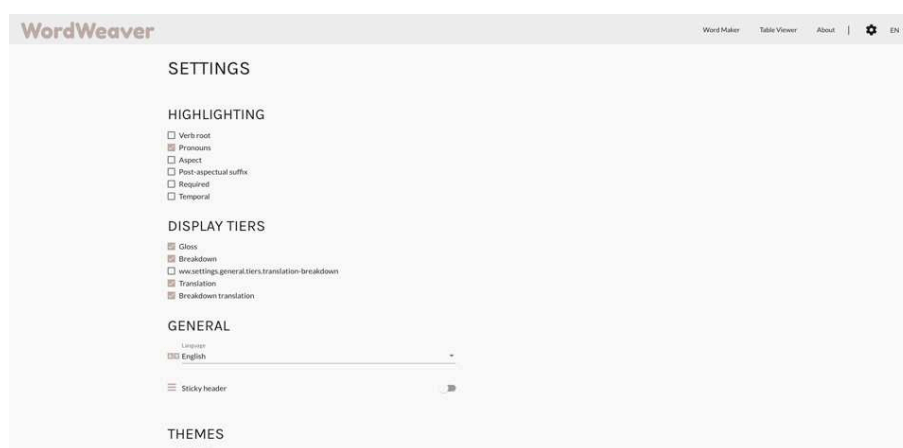 WordWeaver
Word Maker Table Viewer About | EN
SETTINGS
HIGHLIGHTING
Verb root
Pronouns
Aspect
Post-aspectual suffix
Required
Temporal
DISPLAY TIERS
Gloss
Breakdown
ww.settings.general.tiers.translation-breakdown
Translation
Breakdown translation
GENERAL
Language
English
Sticky header
THEMES